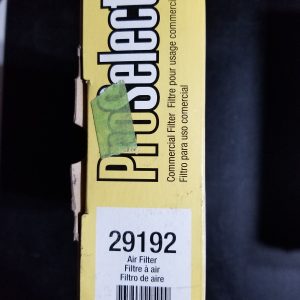 ProSelect
Commercial Filter Filtre pour usage commercial
Filtro para uso comercial
29192
Air Filter
Filtre à air
Filtro de aire